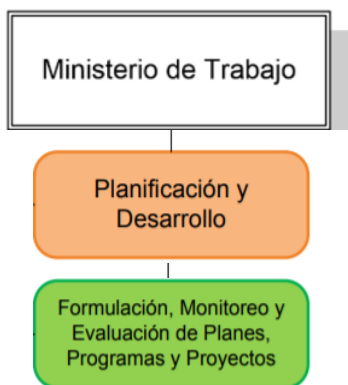 Ministerio de Trabajo
Planificación y
Desarrollo
Formulación, Monitoreo y
Evaluación de Planes,
Programas y Proyectos